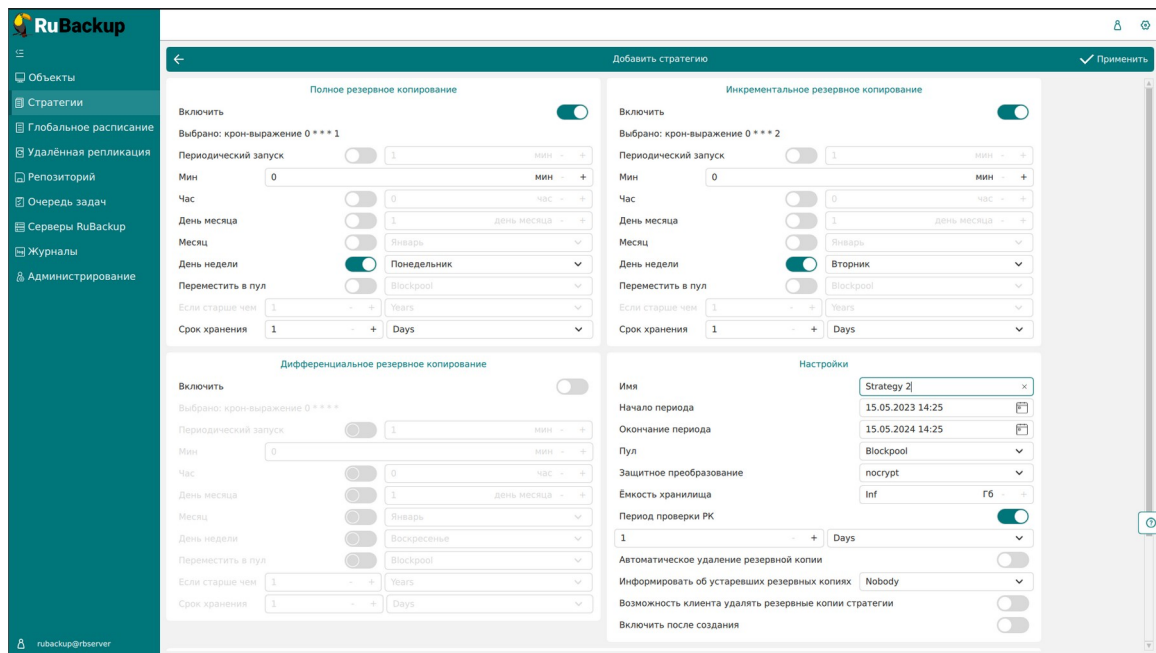 RuBackup
Объекты
Стратегии
Глобальное расписание
Удалённая репликация
Репозиторий
Очередь задач
Серверы RuBackup
Журналы
Администрирование
rubackup@rbserver
Добавить стратегию
Применить
Полное резервное копирование
Включить
Выбрано: крон-выражение 0 * * * 1
Периодический запуск 1 мин - +
Мин 0 мин - +
Час 0 час - +
День месяца 1 день месяца - +
Месяц Январь
День недели Понедельник
Переместить в пул Blockpool
Если старше чем 1 - + Years
Срок хранения 1 - + Days
Инкрементальное резервное копирование
Включить
Выбрано: крон-выражение 0 * * * 2
Периодический запуск 1 мин - +
Мин 0 мин - +
Час 0 час - +
День месяца 1 день месяца - +
Месяц Январь
День недели Вторник
Переместить в пул Blockpool
Если старше чем 1 - + Years
Срок хранения 1 - + Days
Дифференциальное резервное копирование
Включить
Выбрано: крон-выражение 0 * * * *
Периодический запуск 1 мин - +
Мин 0 мин - +
Час 0 час - +
День месяца 1 день месяца - +
Месяц Январь
День недели Воскресенье
Переместить в пул Blockpool
Если старше чем 1 - + Years
Срок хранения 1 - + Days
Настройки
Имя Strategy 2
Начало периода 15.05.2023 14:25
Окончание периода 15.05.2024 14:25
Пул Blockpool
Защитное преобразование nocrypt
Ёмкость хранилища Inf Гб - +
Период проверки РК
1 - + Days
Автоматическое удаление резервной копии
Информировать об устаревших резервных копиях Nobody
Возможность клиента удалять резервные копии стратегии
Включить после создания